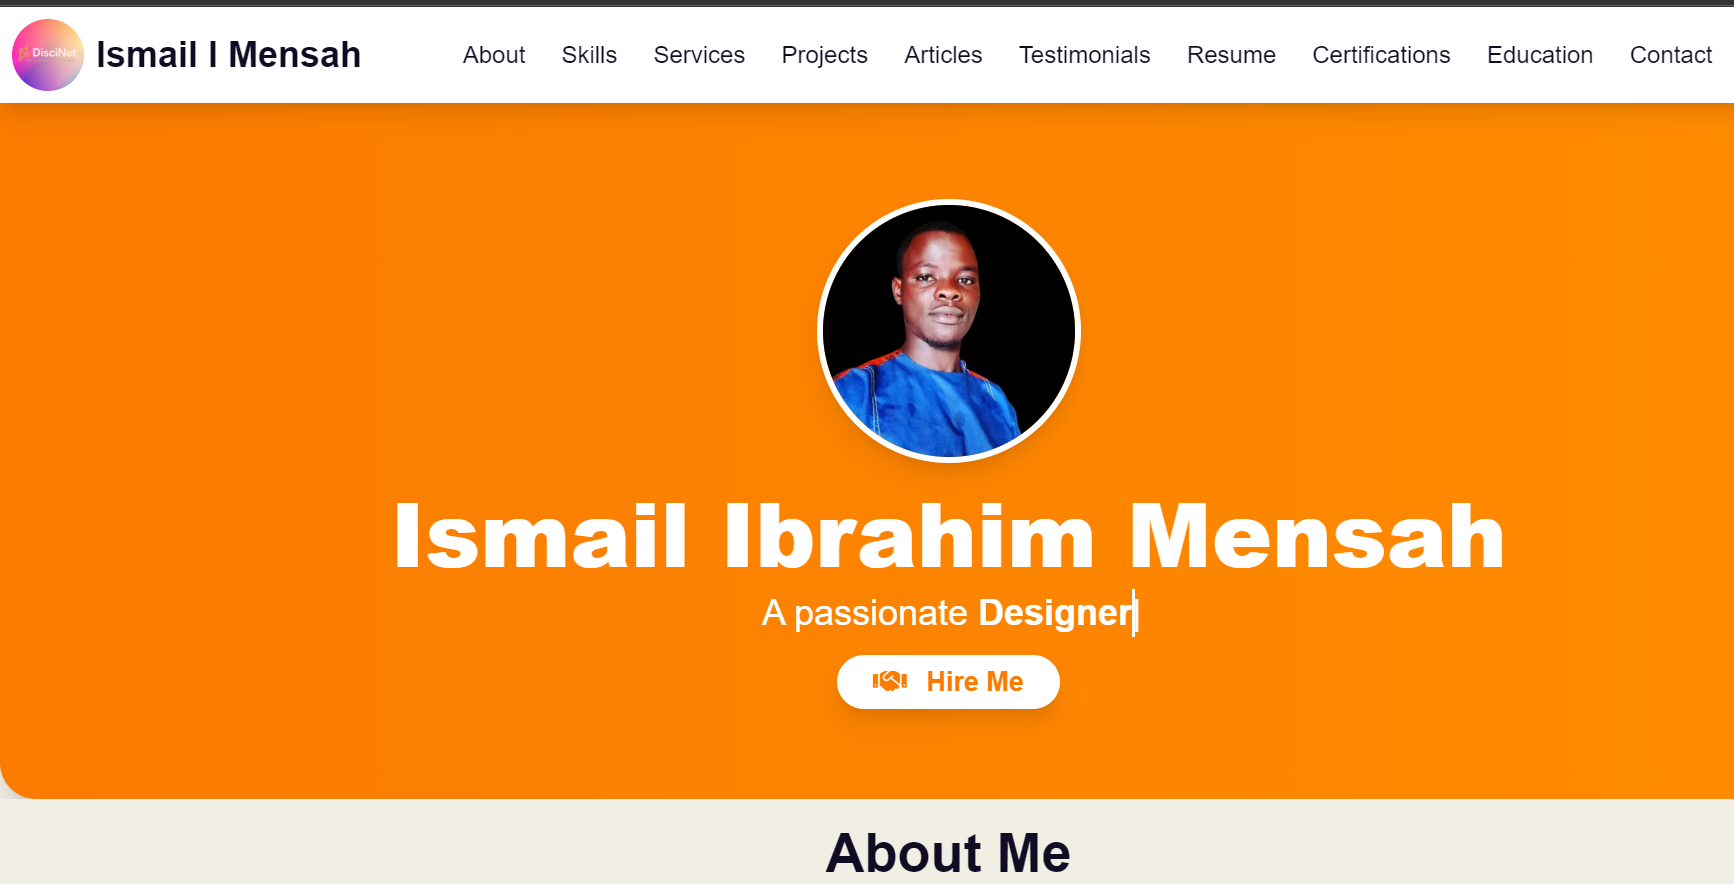 DisciNet
Ismail I Mensah
About Skills Services Projects Articles Testimonials Resume Certifications Education Contact
Ismail Ibrahim Mensah
A passionate Designer|
Hire Me
About Me